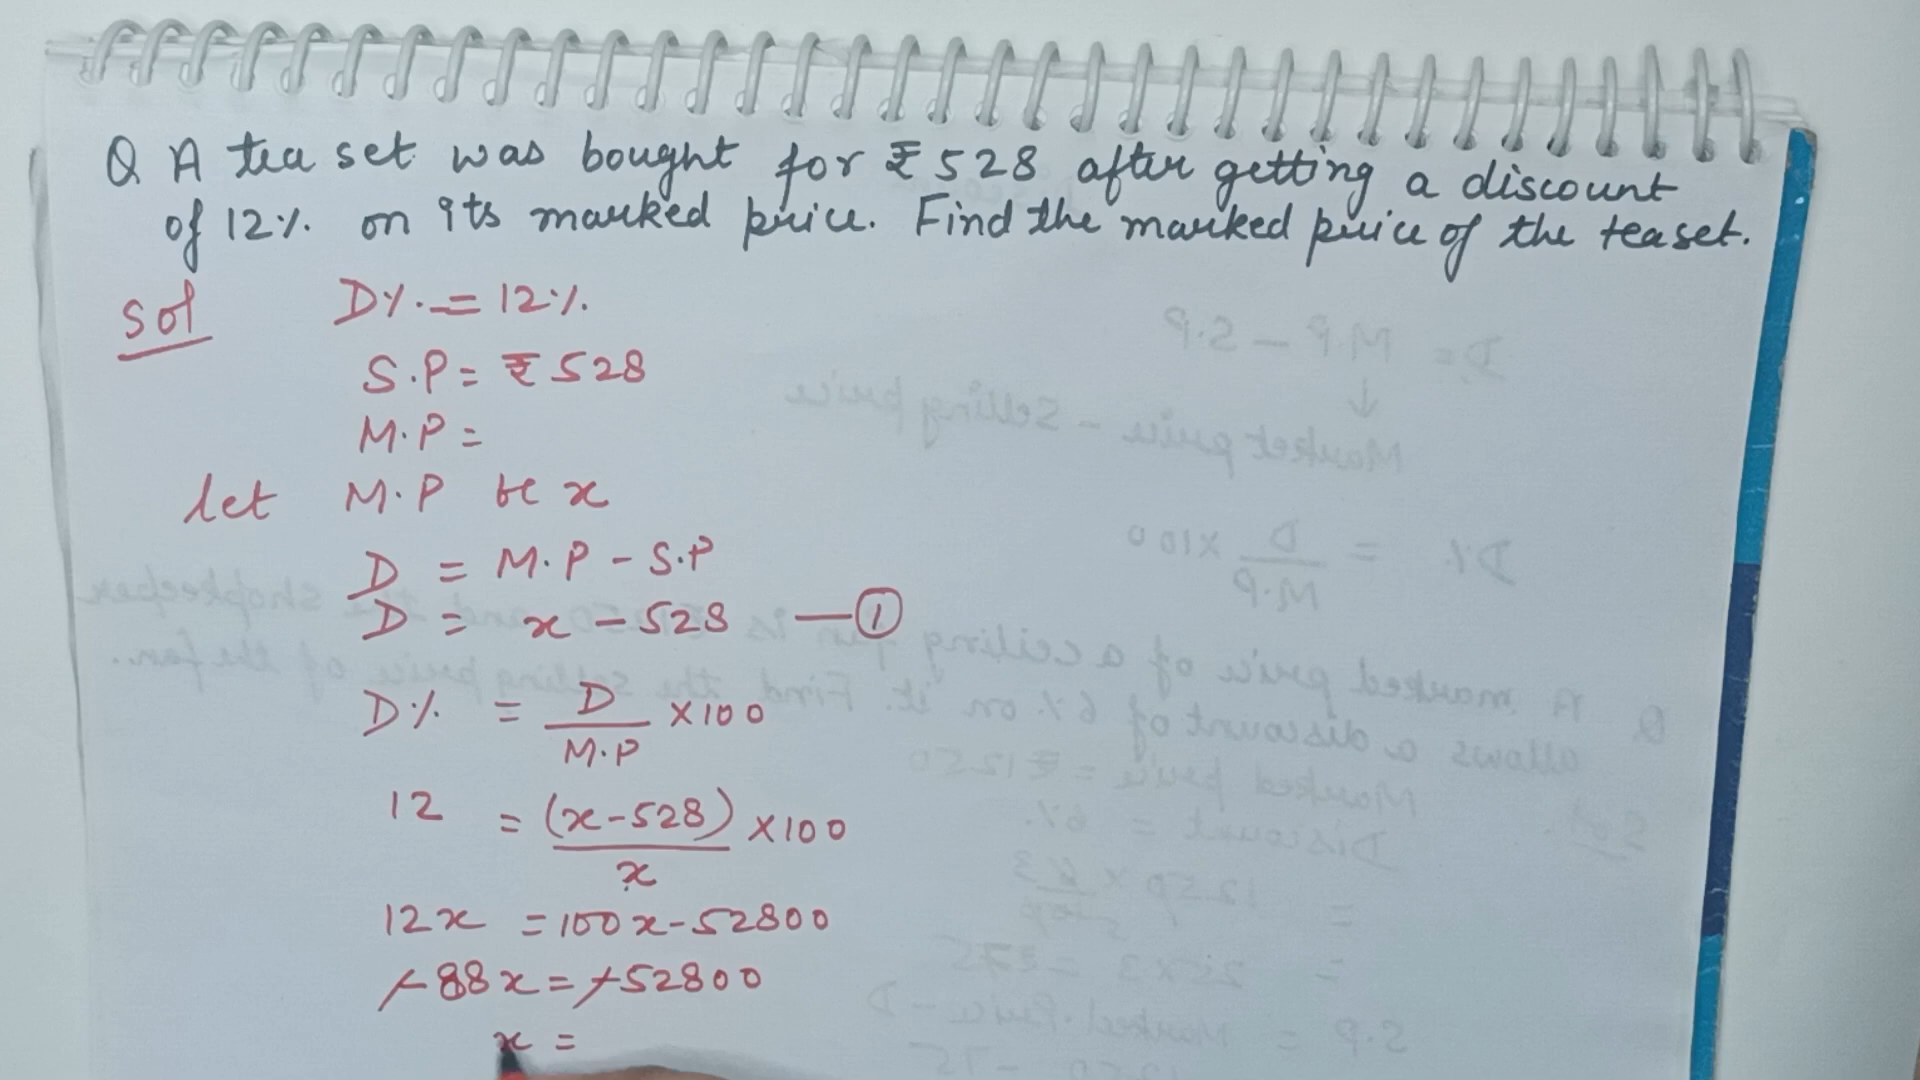 Q A tea set was bought for ₹528 after getting a discount
of 12% on its marked price. Find the marked price of the teaset.
Sol D% = 12%
S.P = ₹528
M.P =
let M.P be x
D = M.P - S.P
D = x - 528 — ①
D% = D/M.P × 100
12 = (x - 528)/x × 100
12x = 100x - 52800
-88x = -52800
x =